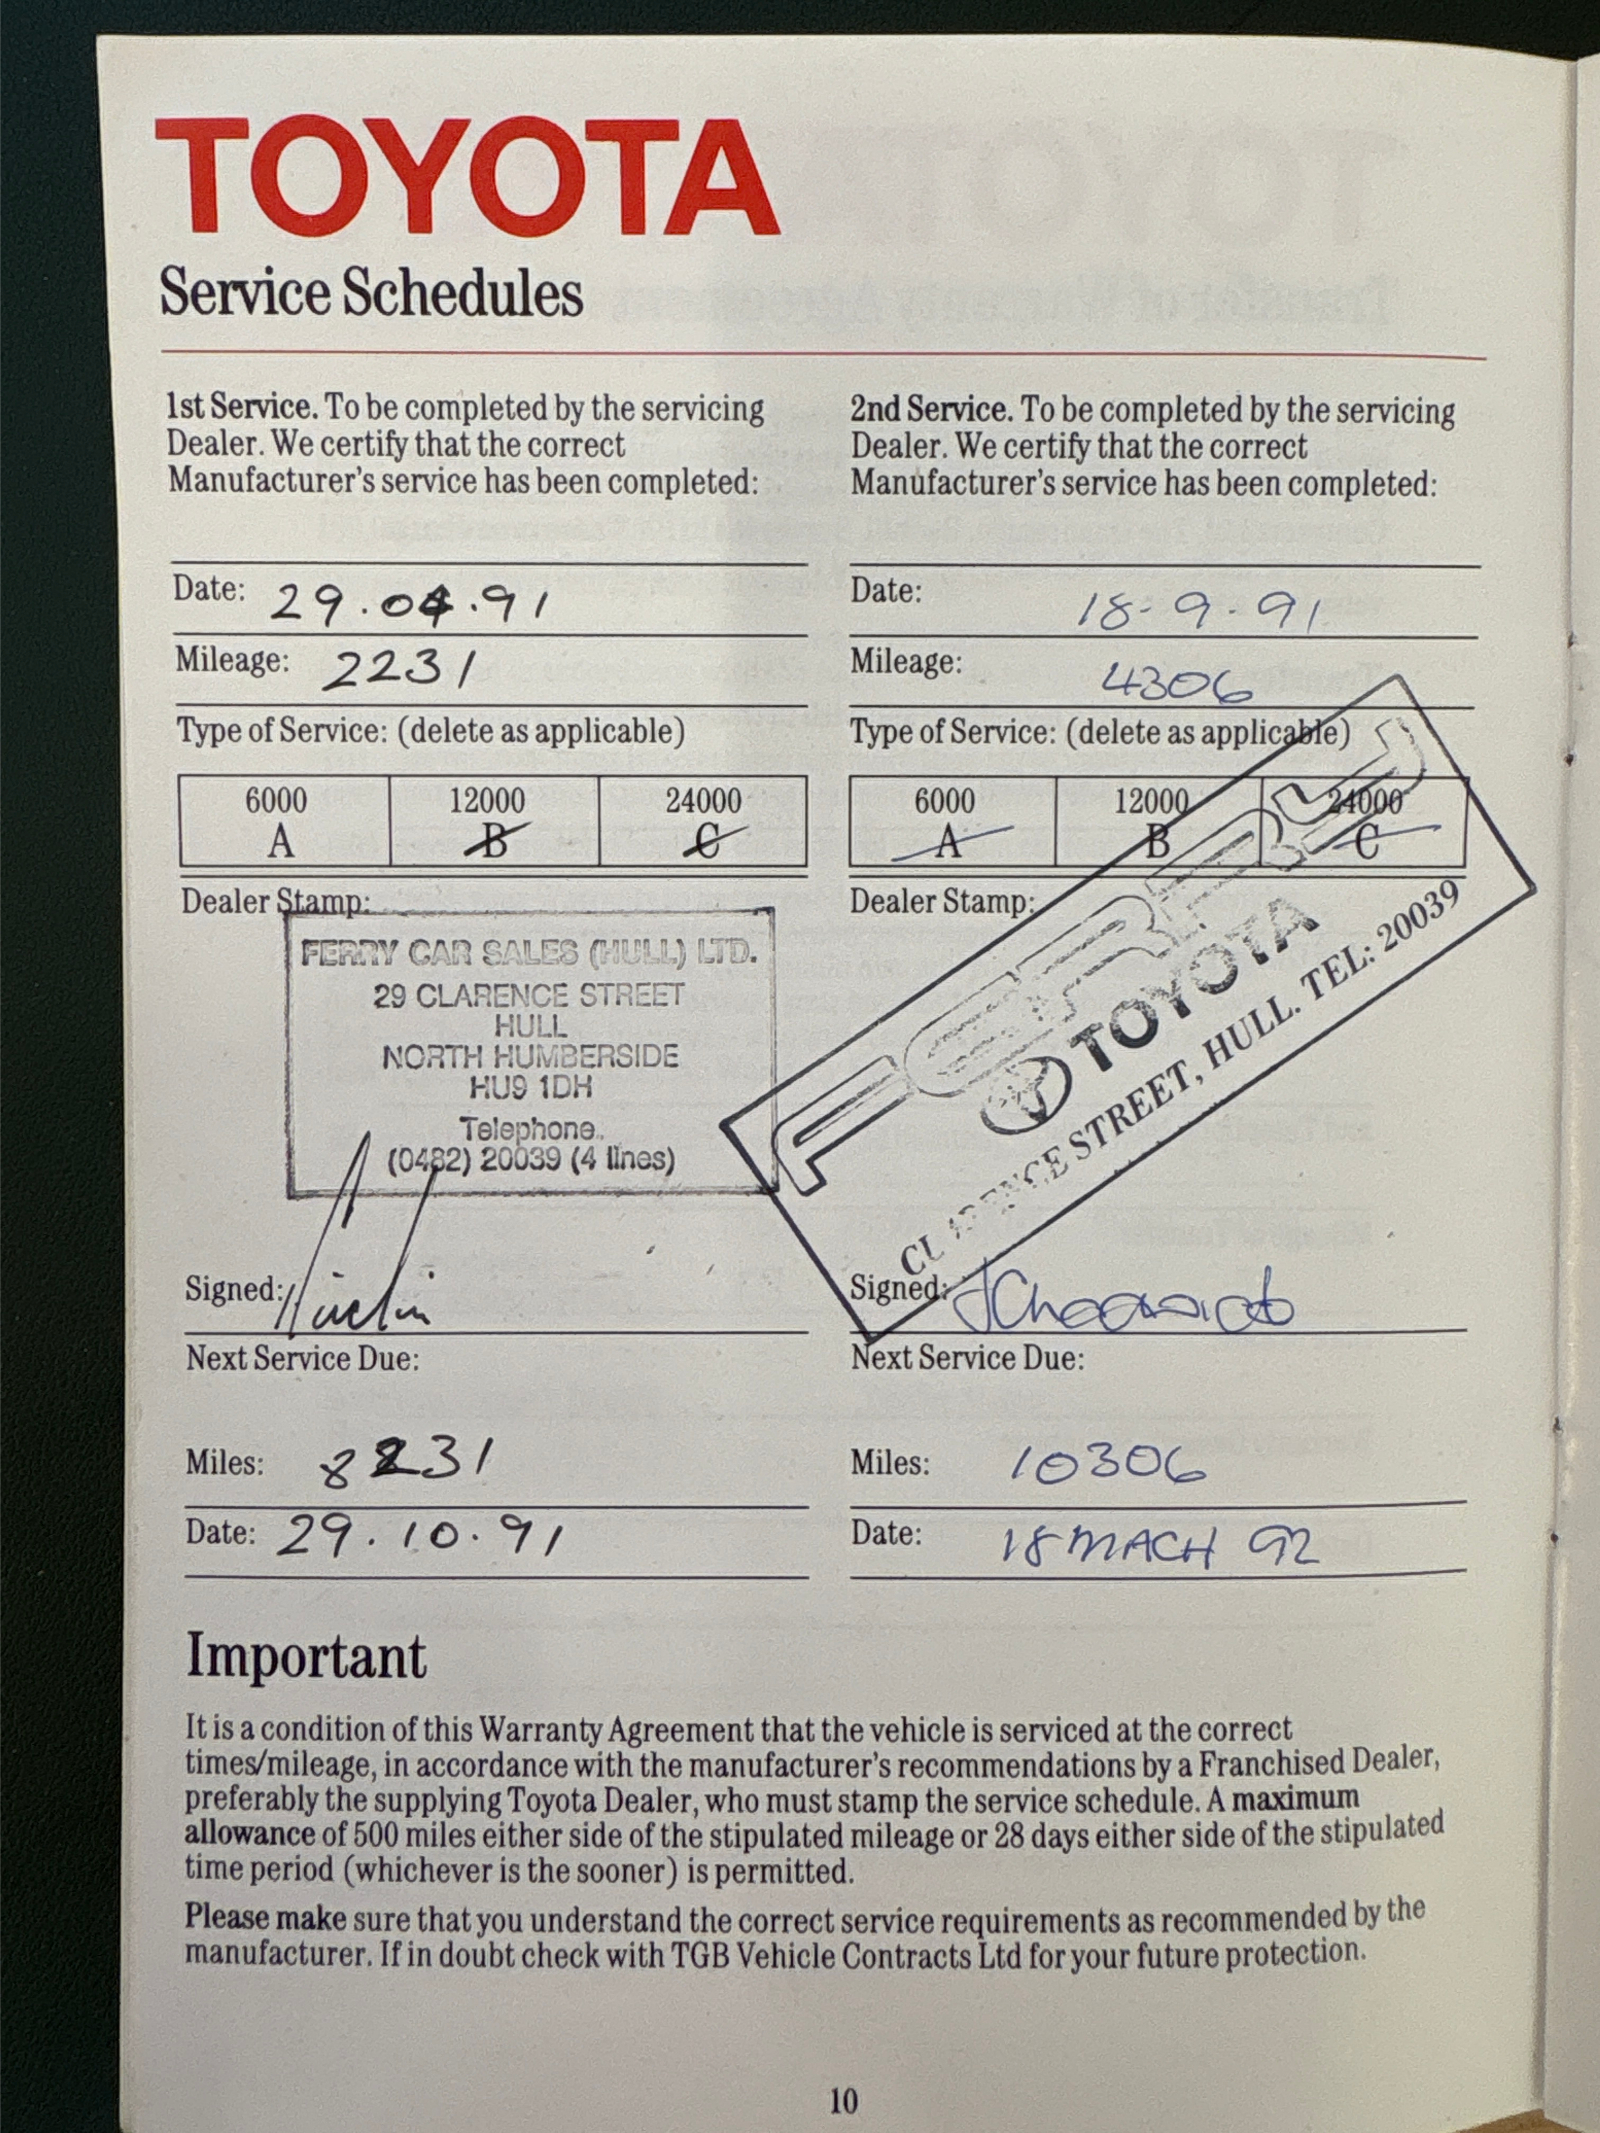 TOYOTA
Service Schedules
1st Service. To be completed by the servicing
Dealer. We certify that the correct
Manufacturer's service has been completed:
Date: 29.04.91
Mileage: 2231
Type of Service: (delete as applicable)
6000 12000 24000
A B C
Dealer Stamp:
FERRY CAR SALES (HULL) LTD.
29 CLARENCE STREET
HULL
NORTH HUMBERSIDE
HU9 1DH
Telephone
(0482) 20039 (4 lines)
Signed:
Next Service Due:
Miles: 8231
Date: 29.10.91
2nd Service. To be completed by the servicing
Dealer. We certify that the correct
Manufacturer's service has been completed:
Date: 18-9-91
Mileage: 4306
Type of Service: (delete as applicable)
6000 12000 24000
A B C
Dealer Stamp:
FERRY
TOYOTA
CLARENCE STREET, HULL. TEL: 20039
Signed:
Next Service Due:
Miles: 10306
Date: 18 MACH 92
Important
It is a condition of this Warranty Agreement that the vehicle is serviced at the correct
times/mileage, in accordance with the manufacturer's recommendations by a Franchised Dealer,
preferably the supplying Toyota Dealer, who must stamp the service schedule. A maximum
allowance of 500 miles either side of the stipulated mileage or 28 days either side of the stipulated
time period (whichever is the sooner) is permitted.
Please make sure that you understand the correct service requirements as recommended by the
manufacturer. If in doubt check with TGB Vehicle Contracts Ltd for your future protection.
10